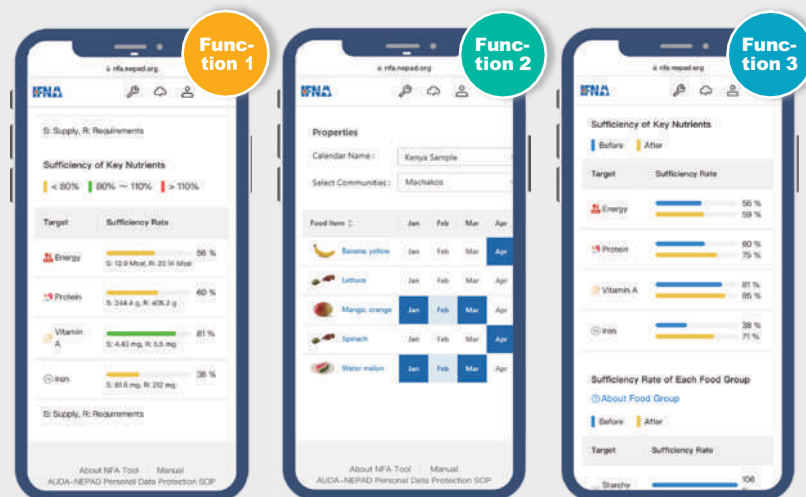 Func-
tion 1
nfa.nepad.org
IFNA
S: Supply, R: Requirements
Sufficiency of Key Nutrients
< 80% 80% ～ 110% > 110%
Target Sufficiency Rate
Energy 56 %
S: 12.9 Mcal, R: 23.14 Mcal
Protein 60 %
S: 244.4 g, R: 405.2 g
Vitamin A 81 %
S: 4.43 mg, R: 5.5 mg
Iron 38 %
S: 81.6 mg, R: 212 mg
S: Supply, R: Requirements
About NFA Tool | Manual
AUDA-NEPAD Personal Data Protection SOP
Func-
tion 2
nfa.nepad.org
IFNA
Properties
Calendar Name : Kenya Sample
Select Communities : Machakos
Food Item Jan Feb Mar Apr
Banana, yellow Jan Feb Mar Apr
Lettuce Jan Feb Mar Apr
Mango, orange Jan Feb Mar Apr
Spinach Jan Feb Mar Apr
Water melon Jan Feb Mar Apr
About NFA Tool | Manual
AUDA-NEPAD Personal Data Protection SOP
Func-
tion 3
nfa.nepad.org
IFNA
Sufficiency of Key Nutrients
Before After
Target Sufficiency Rate
Energy 56 %
59 %
Protein 60 %
75 %
Vitamin A 81 %
85 %
Iron 38 %
71 %
Sufficiency Rate of Each Food Group
About Food Group
Before After
Target Sufficiency Rate
Starchy 106